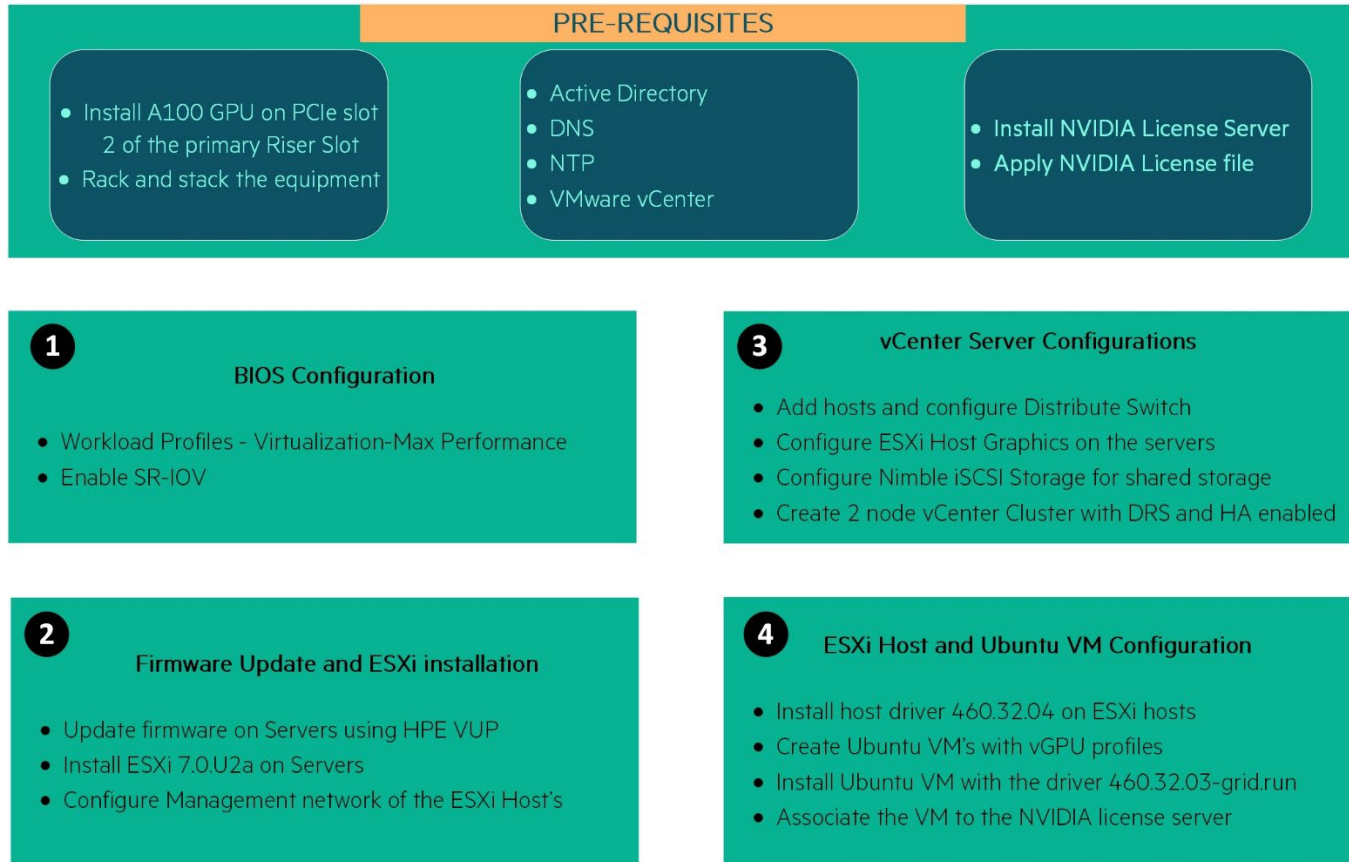 PRE-REQUISITES
• Install A100 GPU on PCIe slot
2 of the primary Riser Slot
• Rack and stack the equipment
• Active Directory
• DNS
• NTP
• VMware vCenter
• Install NVIDIA License Server
• Apply NVIDIA License file
1
BIOS Configuration
• Workload Profiles - Virtualization-Max Performance
• Enable SR-IOV
2
Firmware Update and ESXi installation
• Update firmware on Servers using HPE VUP
• Install ESXi 7.0.U2a on Servers
• Configure Management network of the ESXi Host's
3
vCenter Server Configurations
• Add hosts and configure Distribute Switch
• Configure ESXi Host Graphics on the servers
• Configure Nimble iSCSI Storage for shared storage
• Create 2 node vCenter Cluster with DRS and HA enabled
4
ESXi Host and Ubuntu VM Configuration
• Install host driver 460.32.04 on ESXi hosts
• Create Ubuntu VM's with vGPU profiles
• Install Ubuntu VM with the driver 460.32.03-grid.run
• Associate the VM to the NVIDIA license server